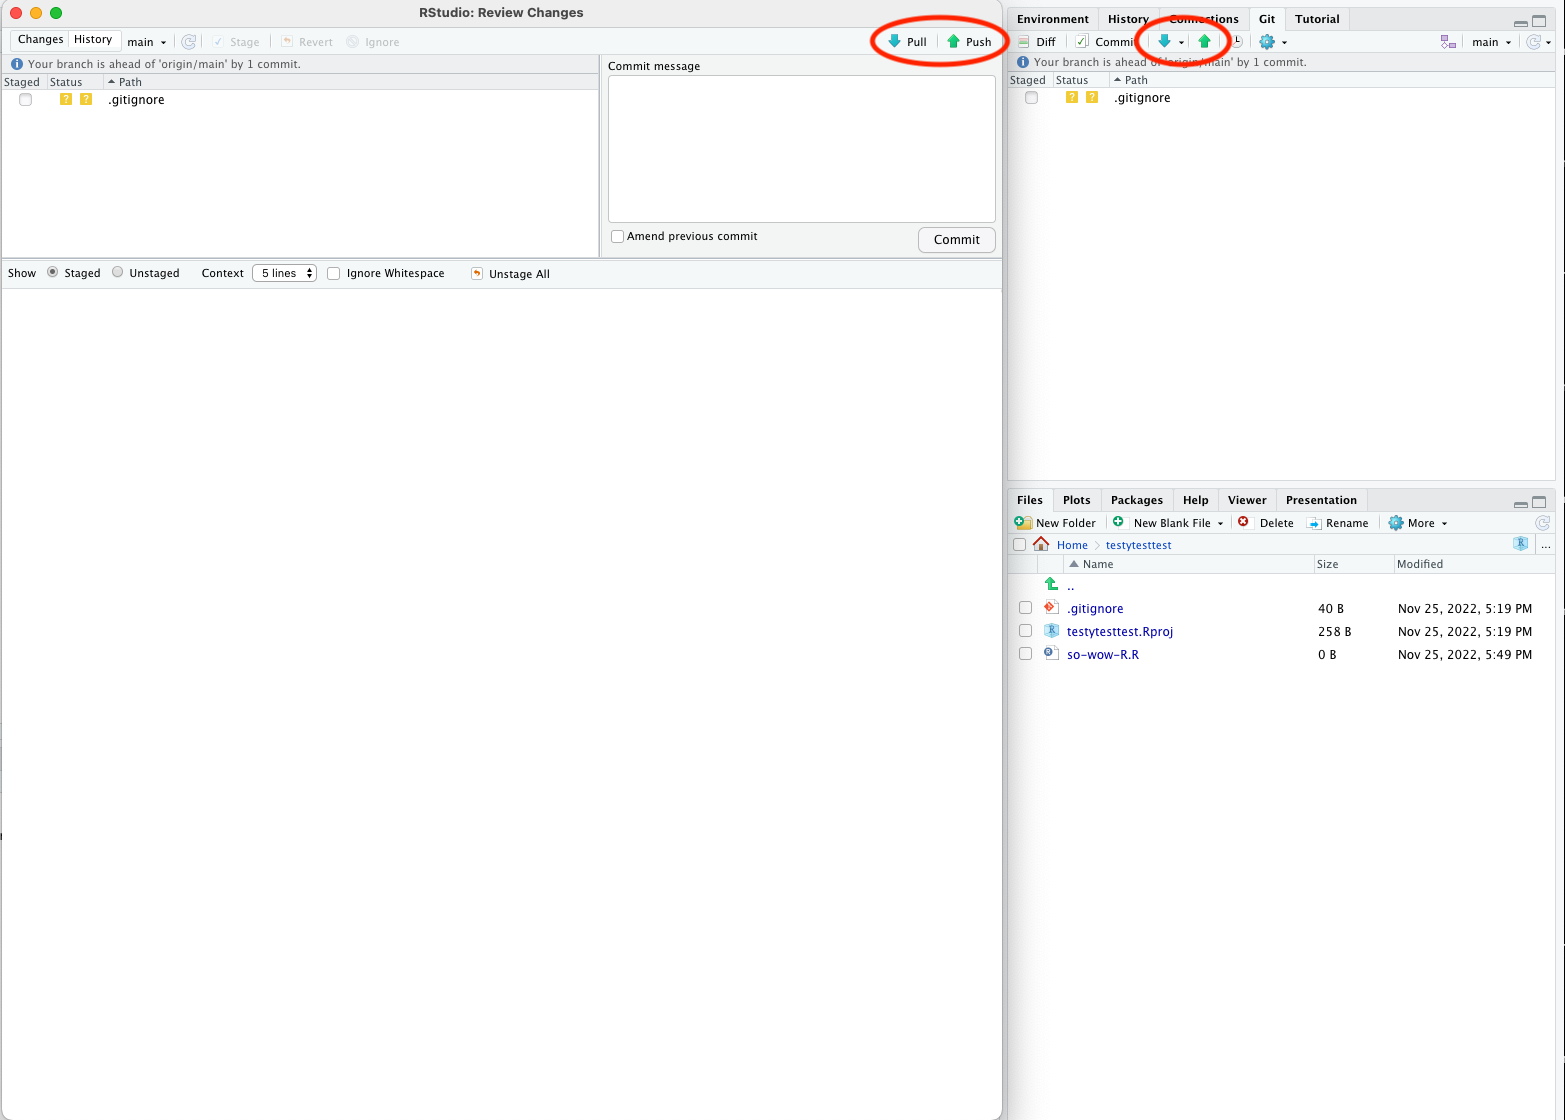 RStudio: Review Changes
Changes History main Stage Revert Ignore Pull Push
Your branch is ahead of 'origin/main' by 1 commit.
Staged Status Path
.gitignore
Commit message
Amend previous commit
Commit
Show Staged Unstaged Context 5 lines Ignore Whitespace Unstage All
Environment History Connections Git Tutorial
Diff Commit main
Your branch is ahead of 'origin/main' by 1 commit.
Staged Status Path
.gitignore
Files Plots Packages Help Viewer Presentation
New Folder New Blank File Delete Rename More
Home testytesttest ...
Name Size Modified
..
.gitignore 40 B Nov 25, 2022, 5:19 PM
testytesttest.Rproj 258 B Nov 25, 2022, 5:19 PM
so-wow-R.R 0 B Nov 25, 2022, 5:49 PM